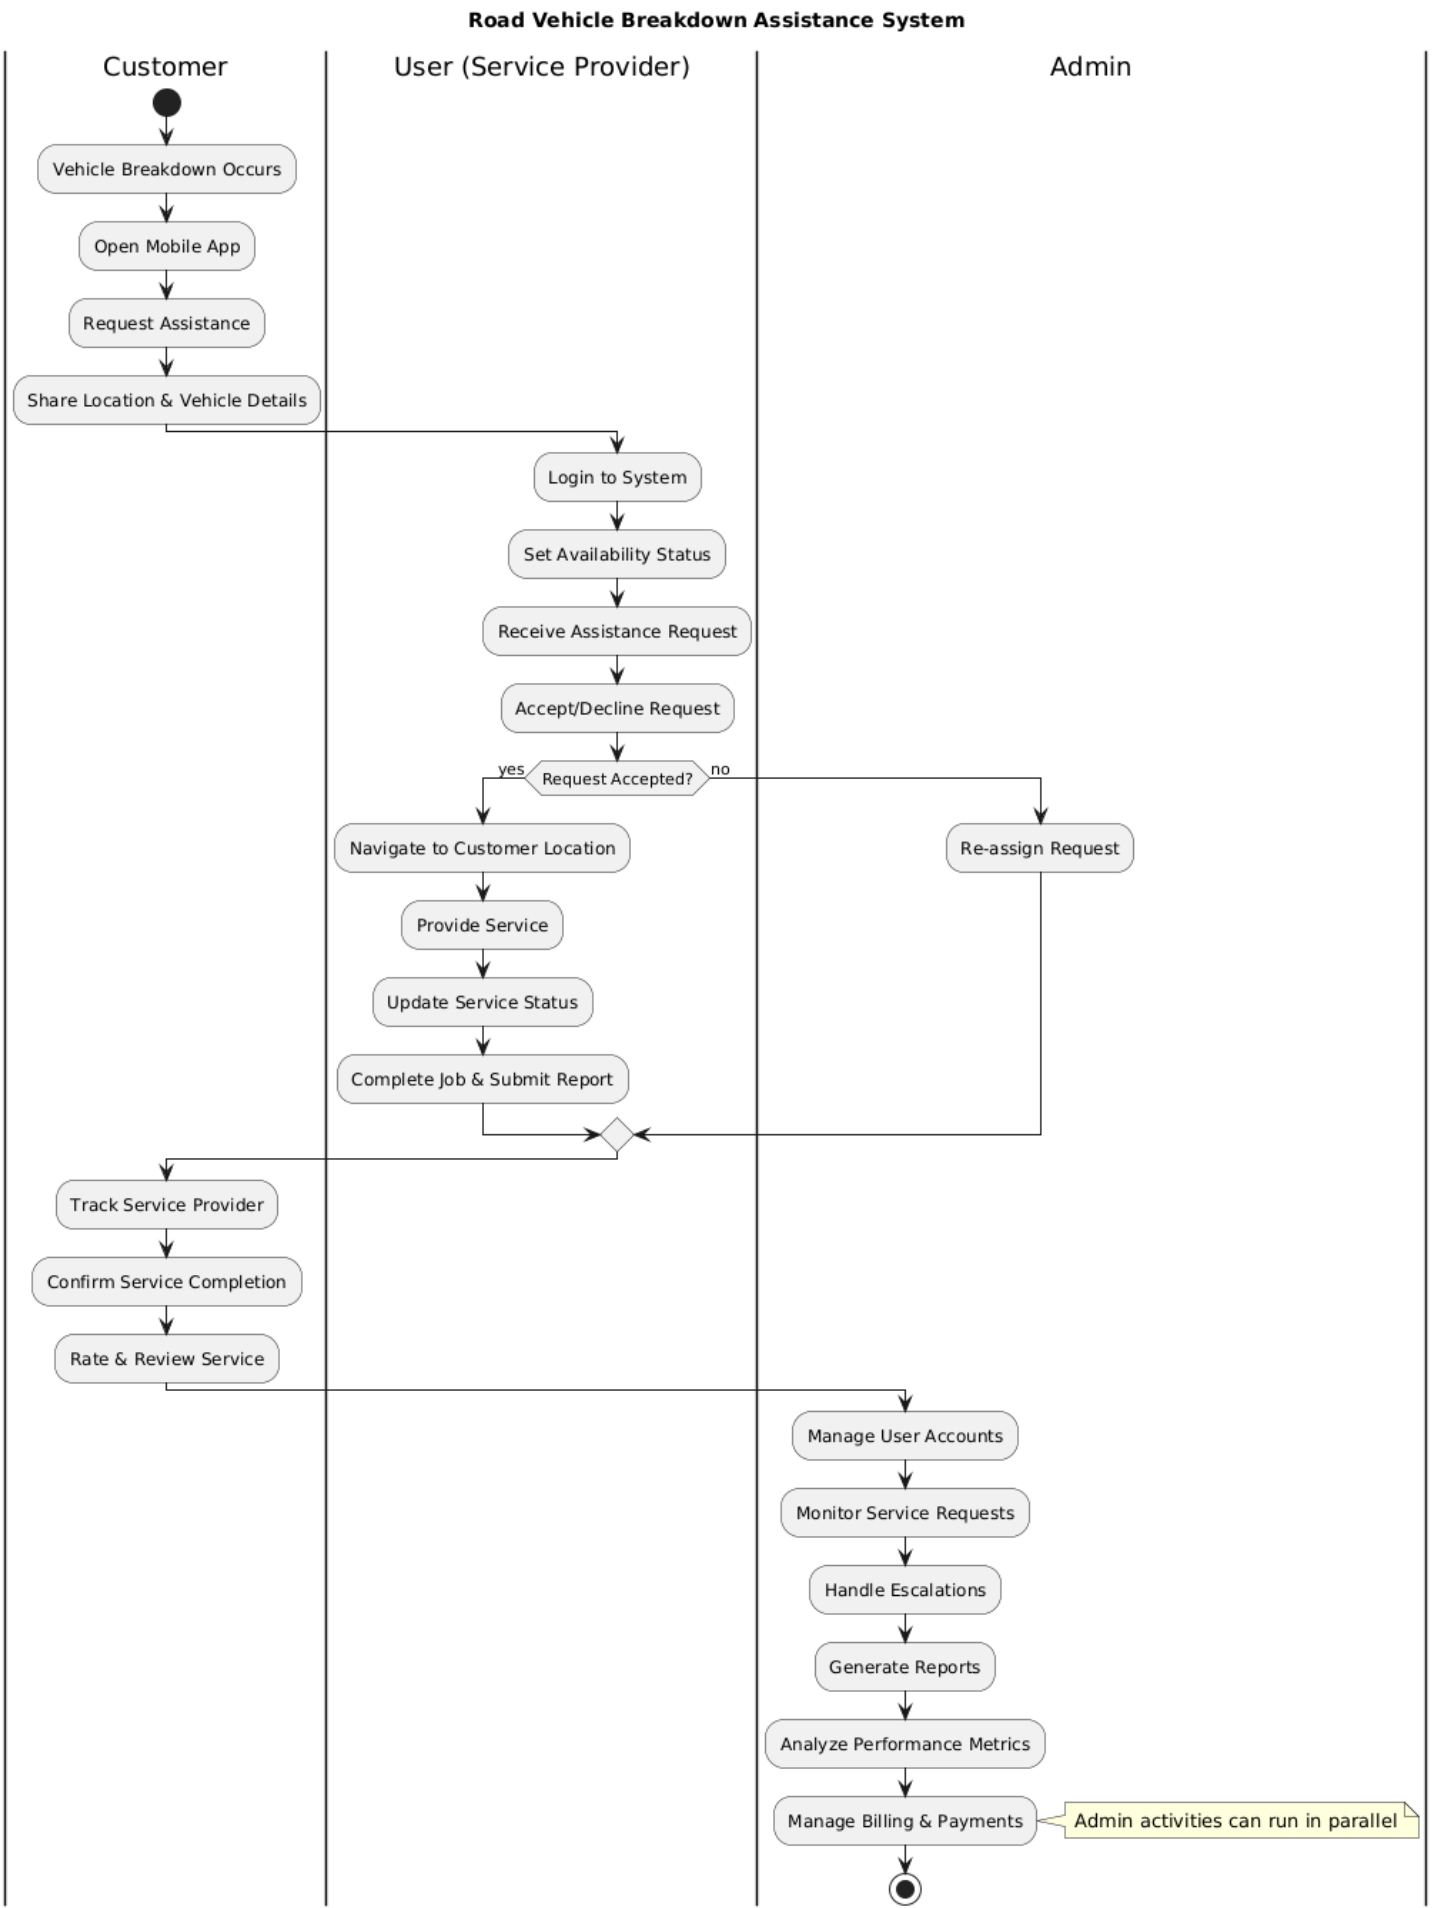 Road Vehicle Breakdown Assistance System
Customer
User (Service Provider)
Admin
Vehicle Breakdown Occurs
Open Mobile App
Request Assistance
Share Location & Vehicle Details
Login to System
Set Availability Status
Receive Assistance Request
Accept/Decline Request
yes
Request Accepted?
no
Navigate to Customer Location
Re-assign Request
Provide Service
Update Service Status
Complete Job & Submit Report
Track Service Provider
Confirm Service Completion
Rate & Review Service
Manage User Accounts
Monitor Service Requests
Handle Escalations
Generate Reports
Analyze Performance Metrics
Manage Billing & Payments
Admin activities can run in parallel